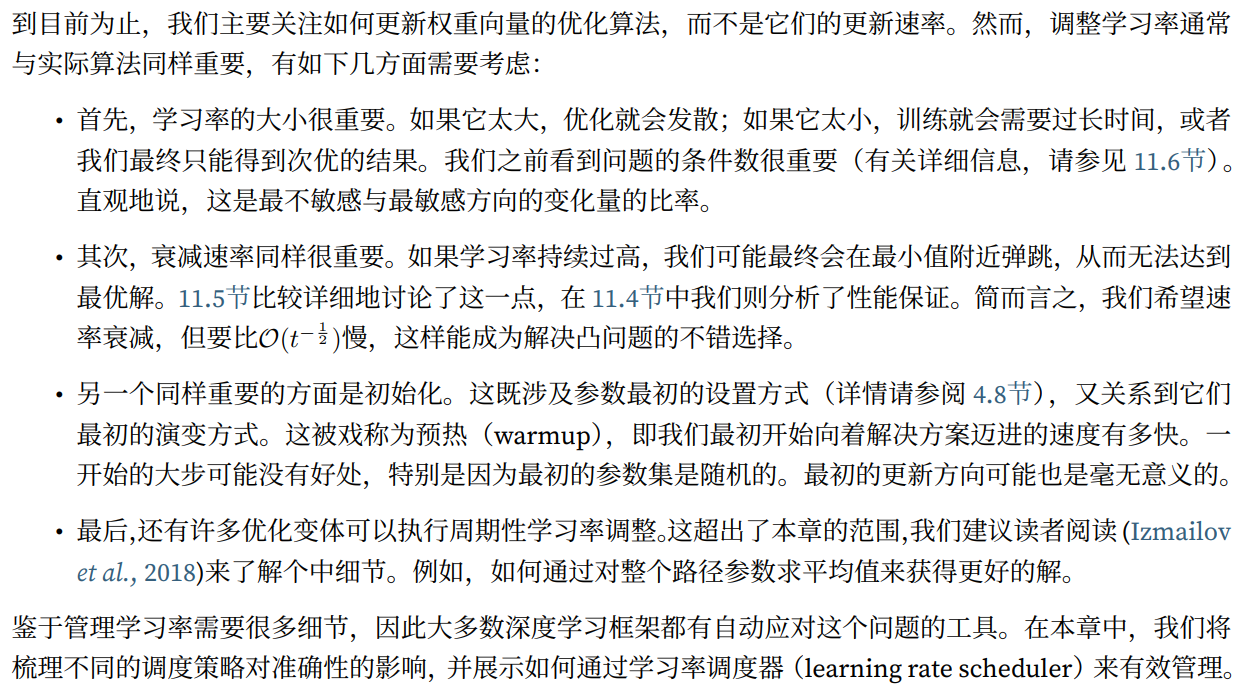 到目前为止，我们主要关注如何更新权重向量的优化算法，而不是它们的更新速率。然而，调整学习率通常
与实际算法同样重要，有如下几方面需要考虑：
• 首先，学习率的大小很重要。如果它太大，优化就会发散；如果它太小，训练就会需要过长时间，或者
我们最终只能得到次优的结果。我们之前看到问题的条件数很重要（有关详细信息，请参见 11.6节）。
直观地说，这是最不敏感与最敏感方向的变化量的比率。
• 其次，衰减速率同样很重要。如果学习率持续过高，我们可能最终会在最小值附近弹跳，从而无法达到
最优解。11.5节比较详细地讨论了这一点，在 11.4节中我们则分析了性能保证。简而言之，我们希望速
率衰减，但要比𝒪(t^{-\frac{1}{2}})慢，这样能成为解决凸问题的不错选择。
• 另一个同样重要的方面是初始化。这既涉及参数最初的设置方式（详情请参阅 4.8节），又关系到它们
最初的演变方式。这被戏称为预热（warmup），即我们最初开始向着解决方案迈进的速度有多快。一
开始的大步可能没有好处，特别是因为最初的参数集是随机的。最初的更新方向可能也是毫无意义的。
• 最后，还有许多优化变体可以执行周期性学习率调整。这超出了本章的范围，我们建议读者阅读 (Izmailov
et al., 2018)来了解个中细节。例如，如何通过对整个路径参数求平均值来获得更好的解。
鉴于管理学习率需要很多细节，因此大多数深度学习框架都有自动应对这个问题的工具。在本章中，我们将
梳理不同的调度策略对准确性的影响，并展示如何通过学习率调度器（learning rate scheduler）来有效管理。